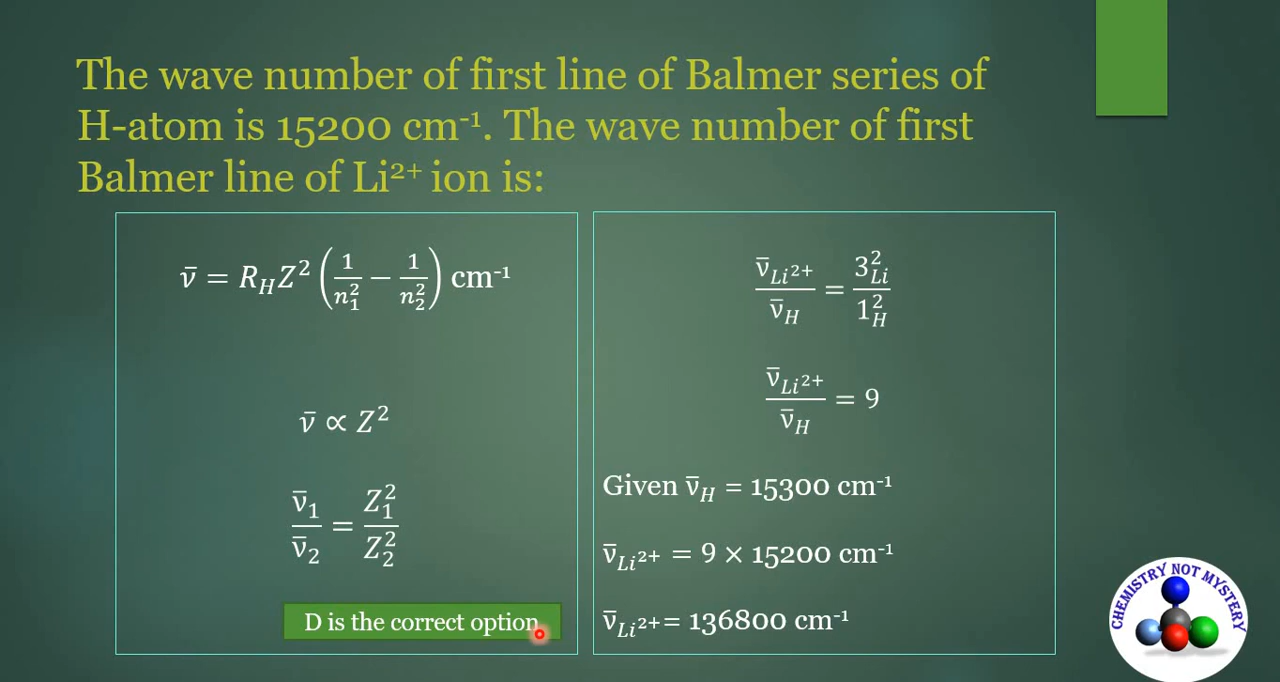 The wave number of first line of Balmer series of
H-atom is 15200 cm⁻¹. The wave number of first
Balmer line of Li²⁺ ion is:
ν̄ = R_H Z² (1/n₁² − 1/n₂²) cm⁻¹
ν̄ ∝ Z²
ν̄₁/ν̄₂ = Z₁²/Z₂²
D is the correct option
ν̄_Li²⁺/ν̄_H = 3²_Li/1²_H
ν̄_Li²⁺/ν̄_H = 9
Given ν̄_H = 15300 cm⁻¹
ν̄_Li²⁺ = 9 × 15200 cm⁻¹
ν̄_Li²⁺ = 136800 cm⁻¹
CHEMISTRY NOT MYSTERY